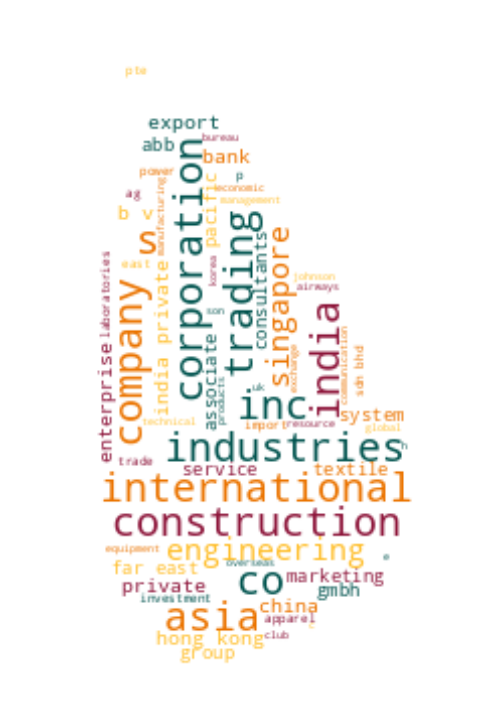 pte
export
bureau
abb
bank
power
p
economic
ag
management
manufacturing
pacific
b v
corporation
trading
s
consultants
singapore
east
korea
laboratories
india private
johnson
airways
company
son
india
enterprise
associate
products
exchange
communication
sdn bhd
uk
inc
system
technical
import
resource
global
industries
h
trade
service
textile
international
construction
equipment
engineering
e
far east
overseas
private
co
marketing
investment
gmbh
asia
china
apparel
hong kong
club
group